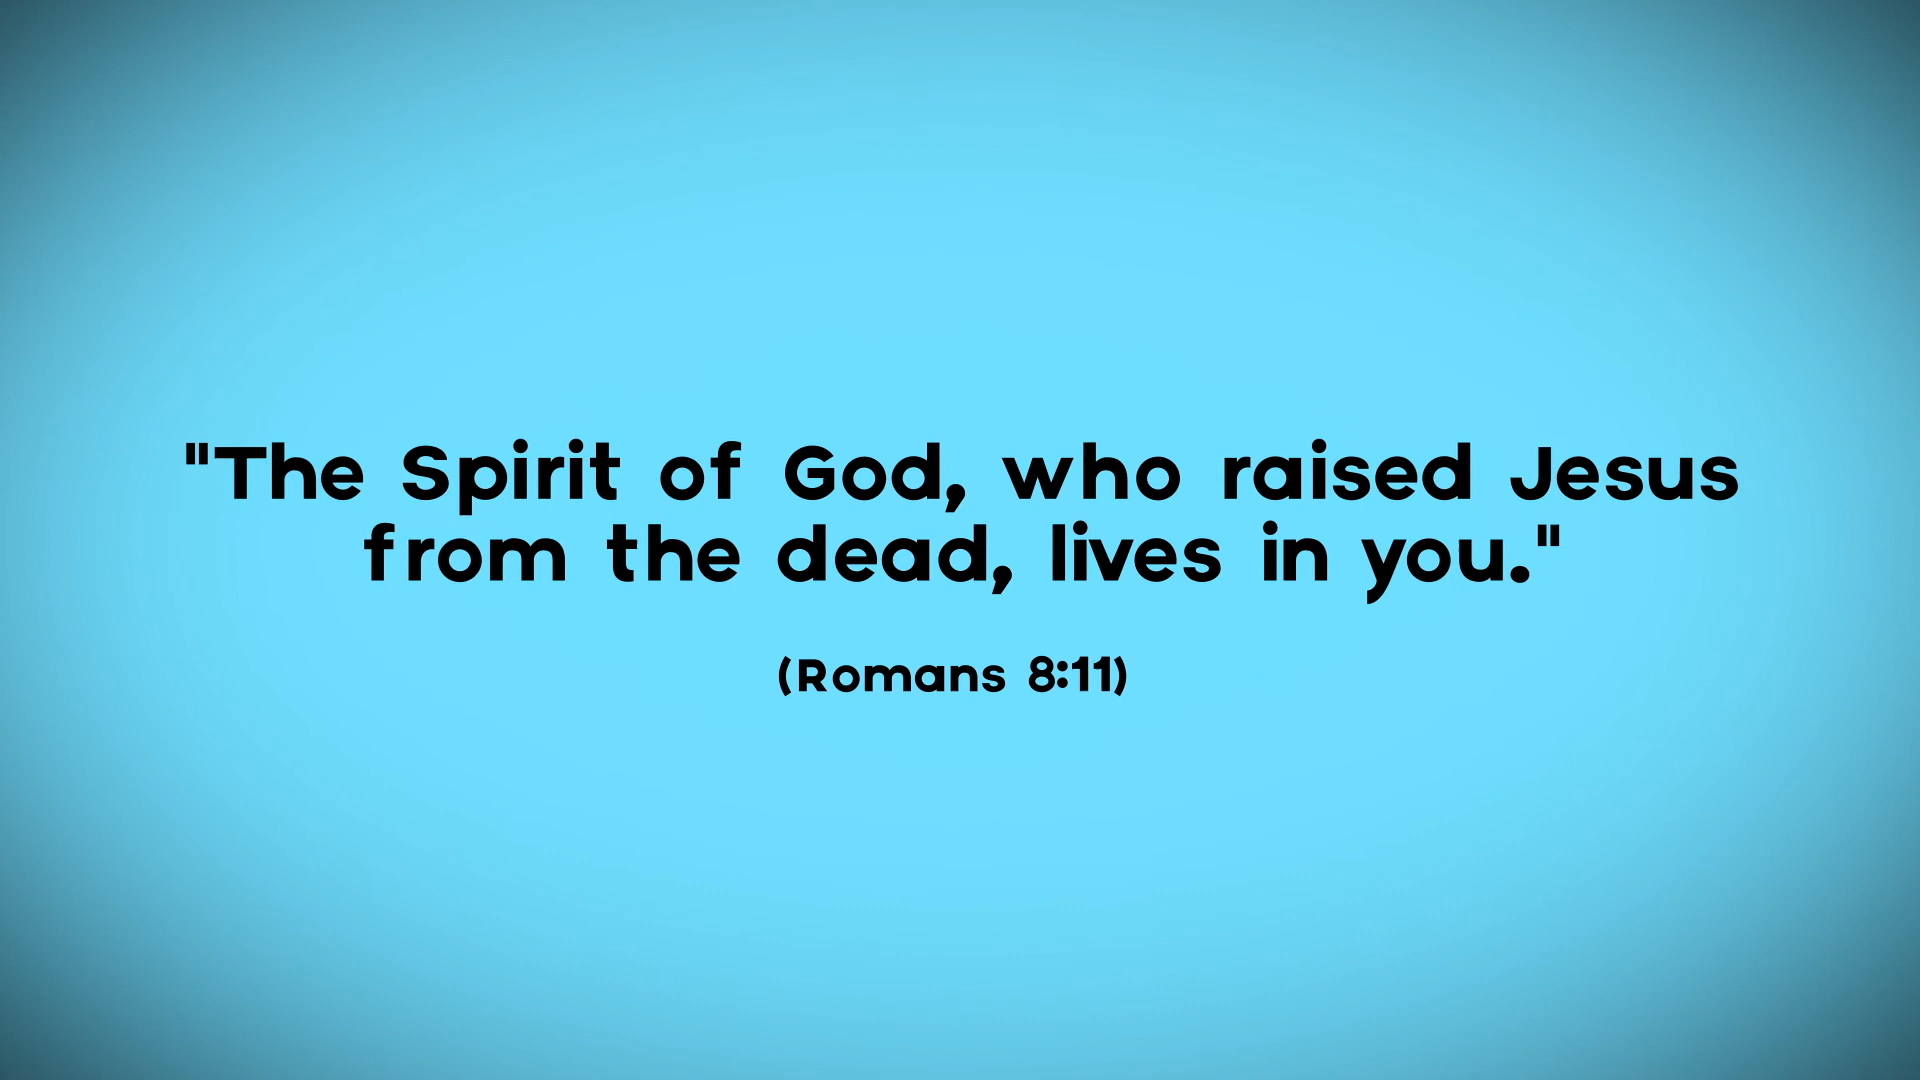 "The Spirit of God, who raised Jesus
from the dead, lives in you."
(Romans 8:11)